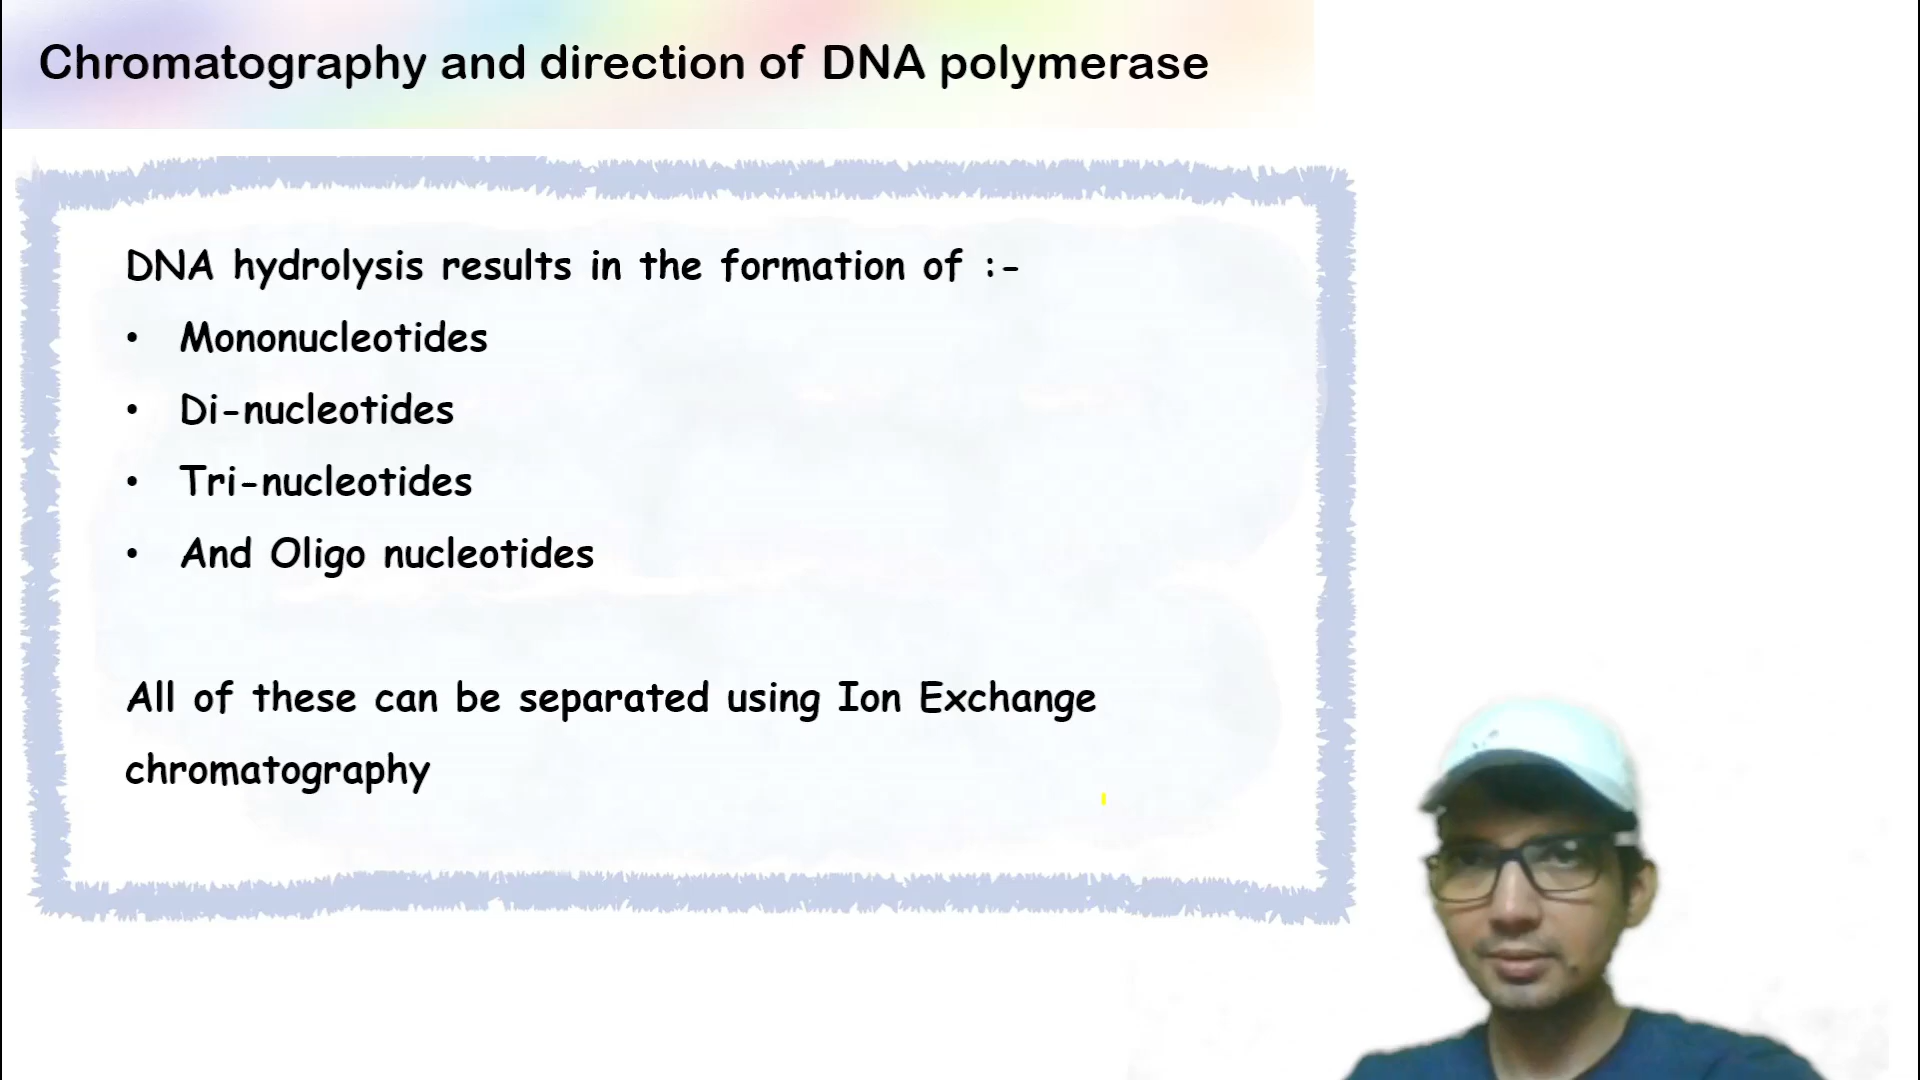 Chromatography and direction of DNA polymerase
DNA hydrolysis results in the formation of :-
• Mononucleotides
• Di-nucleotides
• Tri-nucleotides
• And Oligo nucleotides
All of these can be separated using Ion Exchange
chromatography